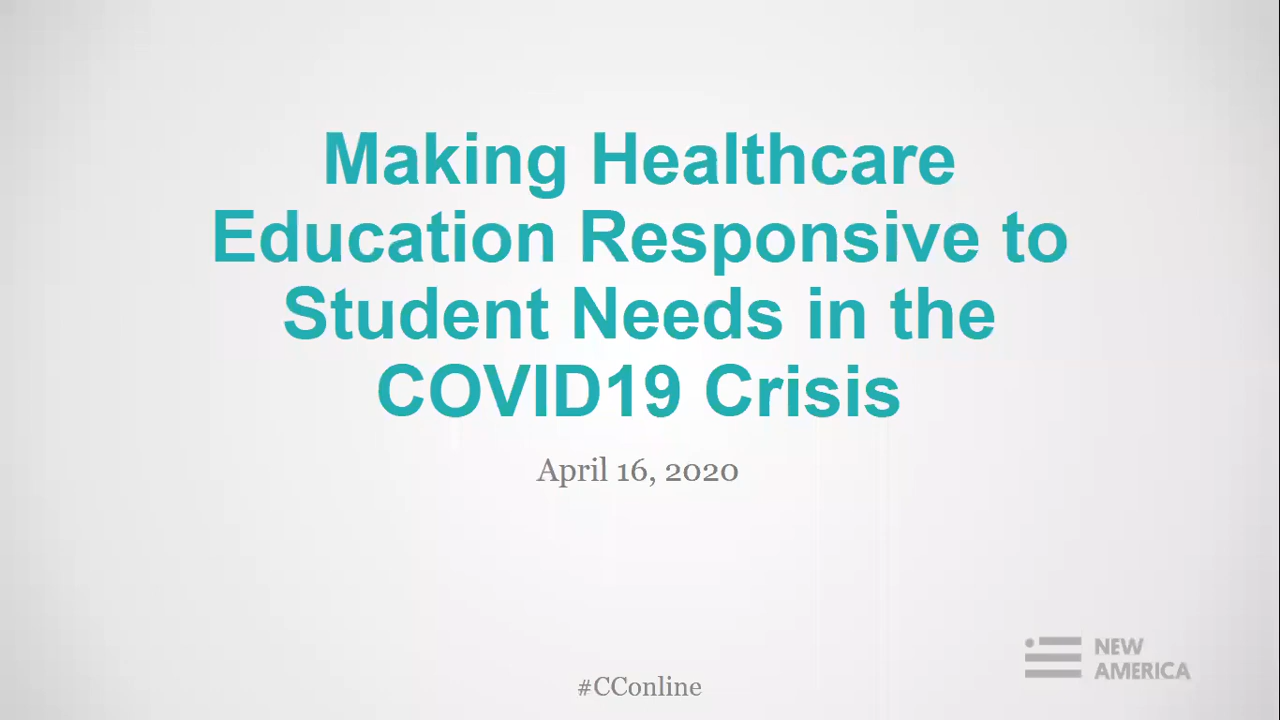 Making Healthcare
Education Responsive to
Student Needs in the
COVID19 Crisis
April 16, 2020
#CConline
NEW
AMERICA